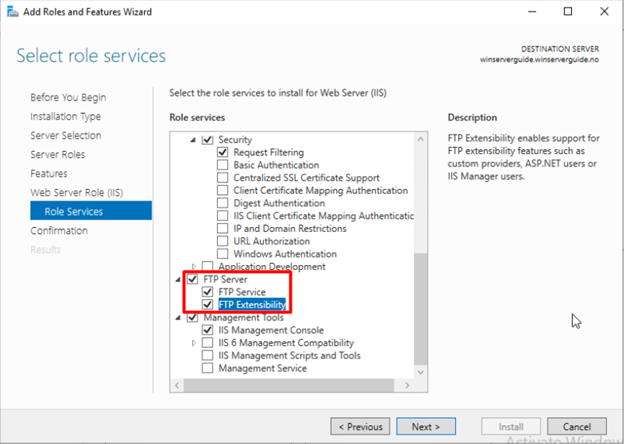 Add Roles and Features Wizard
Select role services
DESTINATION SERVER
winserverguide.winserverguide.no
Before You Begin
Installation Type
Server Selection
Server Roles
Features
Web Server Role (IIS)
Role Services
Confirmation
Results
Select the role services to install for Web Server (IIS)
Role services
Security
Request Filtering
Basic Authentication
Centralized SSL Certificate Support
Client Certificate Mapping Authentication
Digest Authentication
IIS Client Certificate Mapping Authenticatic
IP and Domain Restrictions
URL Authorization
Windows Authentication
Application Development
FTP Server
FTP Service
FTP Extensibility
Management Tools
IIS Management Console
IIS 6 Management Compatibility
IIS Management Scripts and Tools
Management Service
Description
FTP Extensibility enables support for
FTP extensibility features such as
custom providers, ASP.NET users or
IIS Manager users.
< Previous
Next >
Install
Cancel
Activate Window